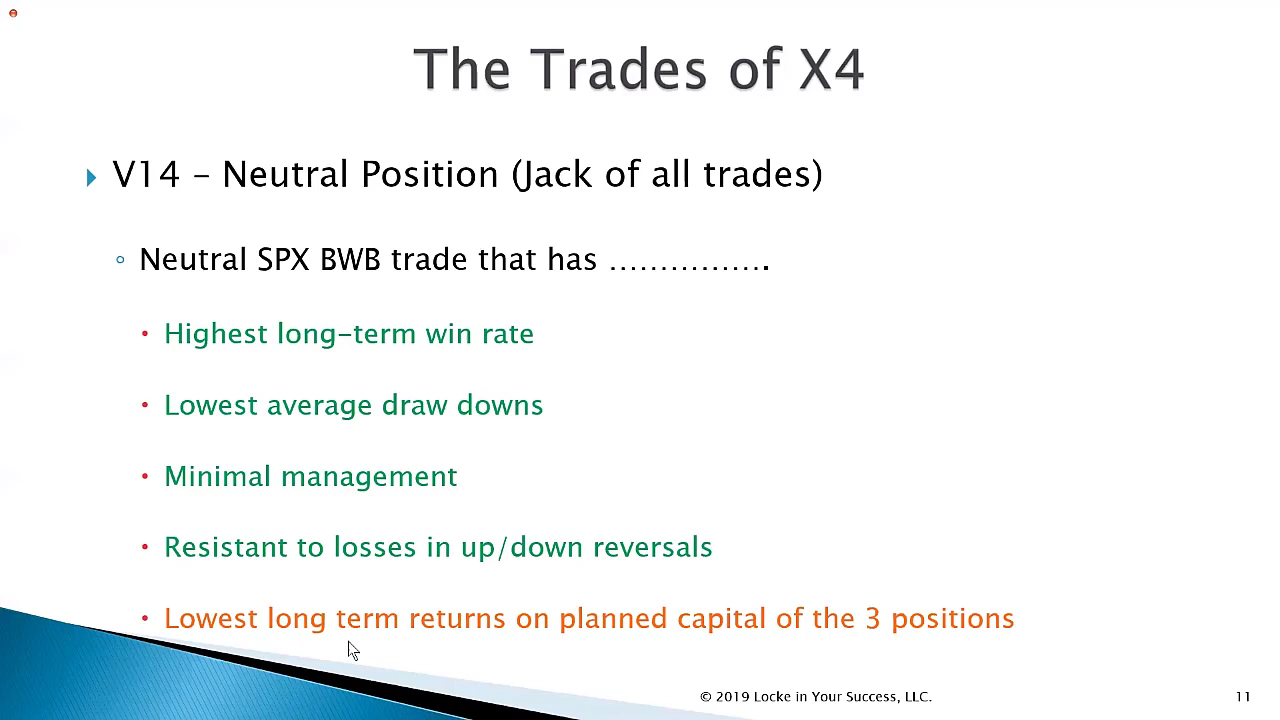 The Trades of X4
V14 – Neutral Position (Jack of all trades)
Neutral SPX BWB trade that has …………….
Highest long-term win rate
Lowest average draw downs
Minimal management
Resistant to losses in up/down reversals
Lowest long term returns on planned capital of the 3 positions
© 2019 Locke in Your Success, LLC.
11